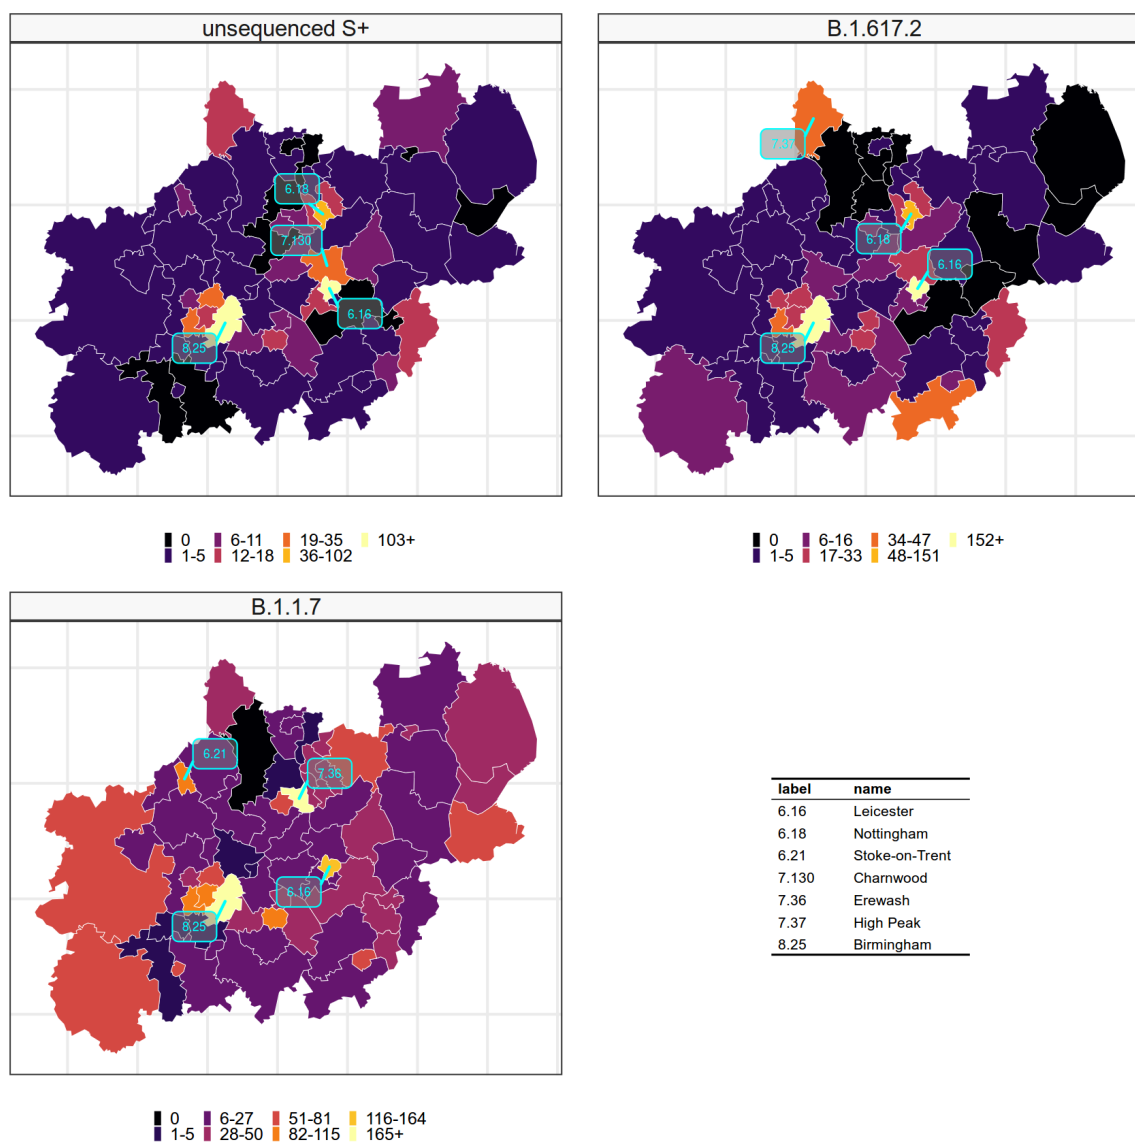 unsequenced S+
6.18
7.130
6.16
8.25
0 6-11 19-35 103+
1-5 12-18 36-102
B.1.617.2
7.37
6.18
6.16
8.25
0 6-16 34-47 152+
1-5 17-33 48-151
B.1.1.7
6.21
7.36
6.16
8.25
0 6-27 51-81 116-164
1-5 28-50 82-115 165+
label name
6.16 Leicester
6.18 Nottingham
6.21 Stoke-on-Trent
7.130 Charnwood
7.36 Erewash
7.37 High Peak
8.25 Birmingham